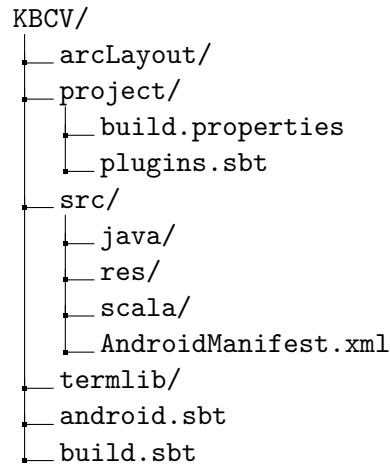 KBCV/
arcLayout/
project/
build.properties
plugins.sbt
src/
java/
res/
scala/
AndroidManifest.xml
termlib/
android.sbt
build.sbt